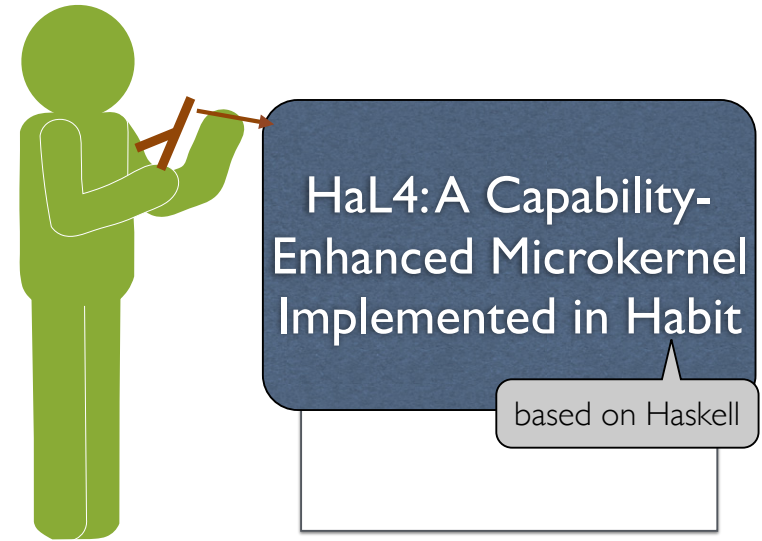 HaL4: A Capability-
Enhanced Microkernel
Implemented in Habit
based on Haskell